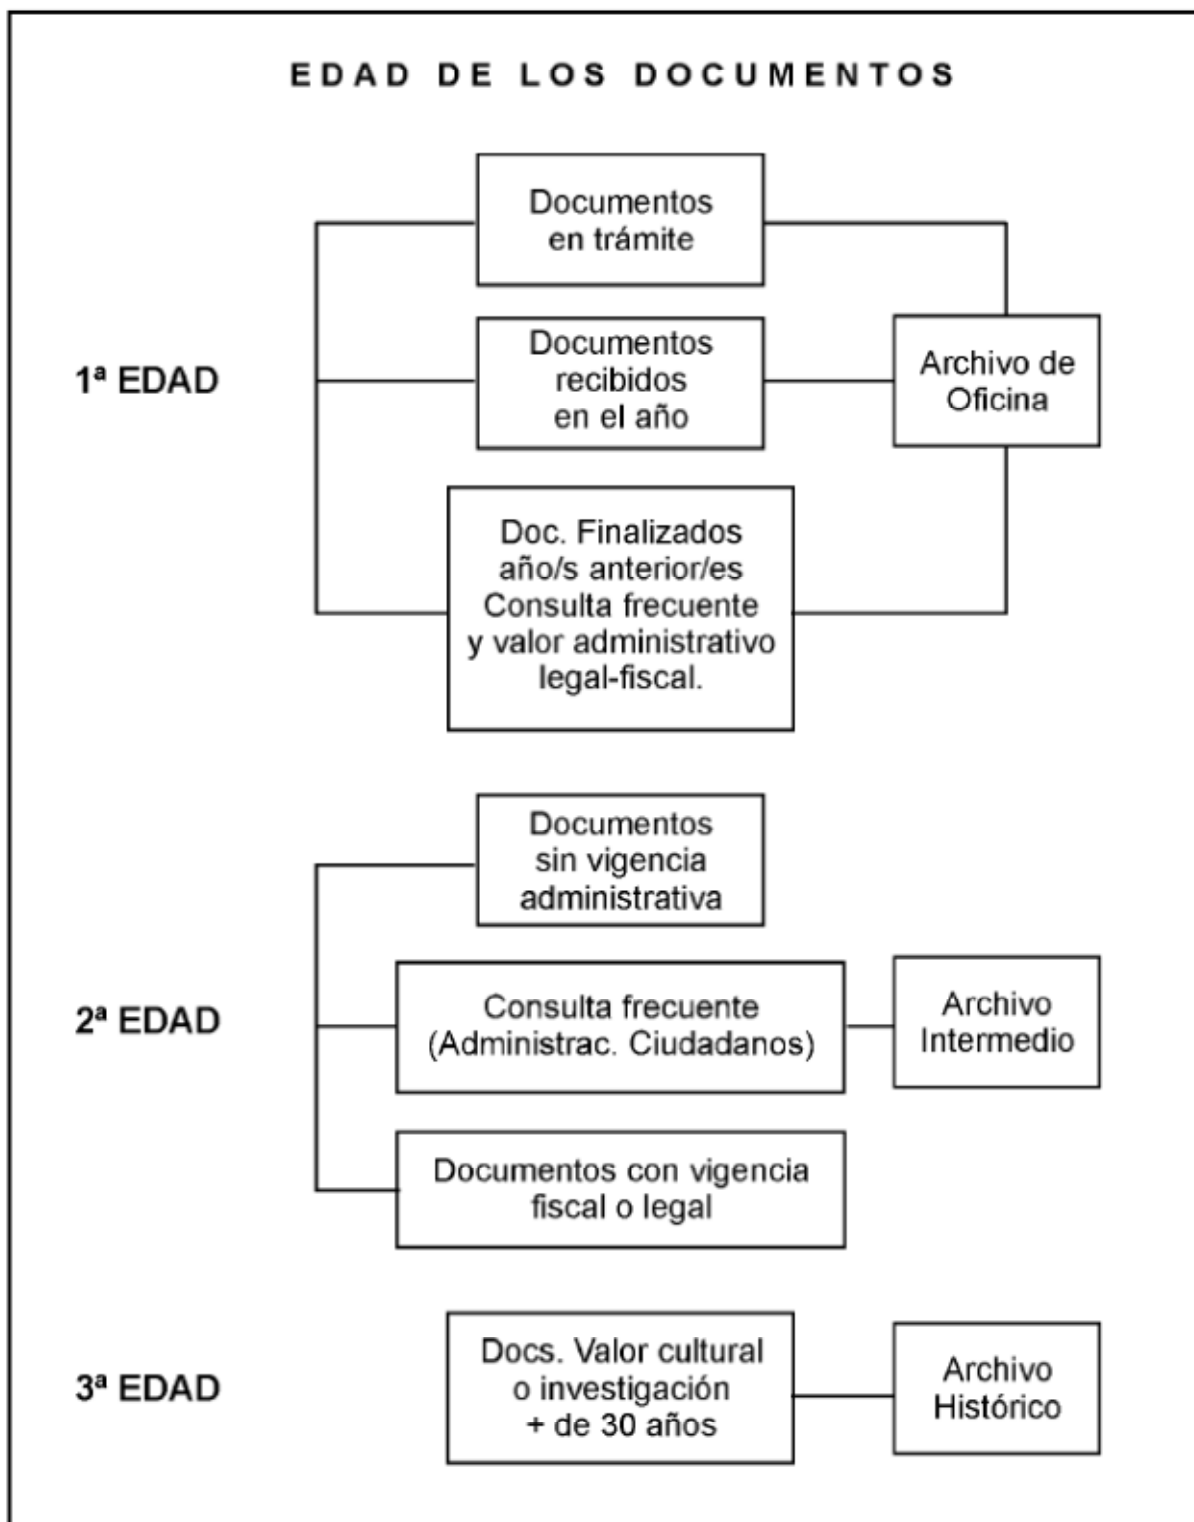 EDAD DE LOS DOCUMENTOS
1ª EDAD
Documentos
en trámite
Documentos
recibidos
en el año
Doc. Finalizados
año/s anterior/es
Consulta frecuente
y valor administrativo
legal-fiscal.
Archivo de
Oficina
2ª EDAD
Documentos
sin vigencia
administrativa
Consulta frecuente
(Administrac. Ciudadanos)
Documentos con vigencia
fiscal o legal
Archivo
Intermedio
3ª EDAD
Docs. Valor cultural
o investigación
+ de 30 años
Archivo
Histórico